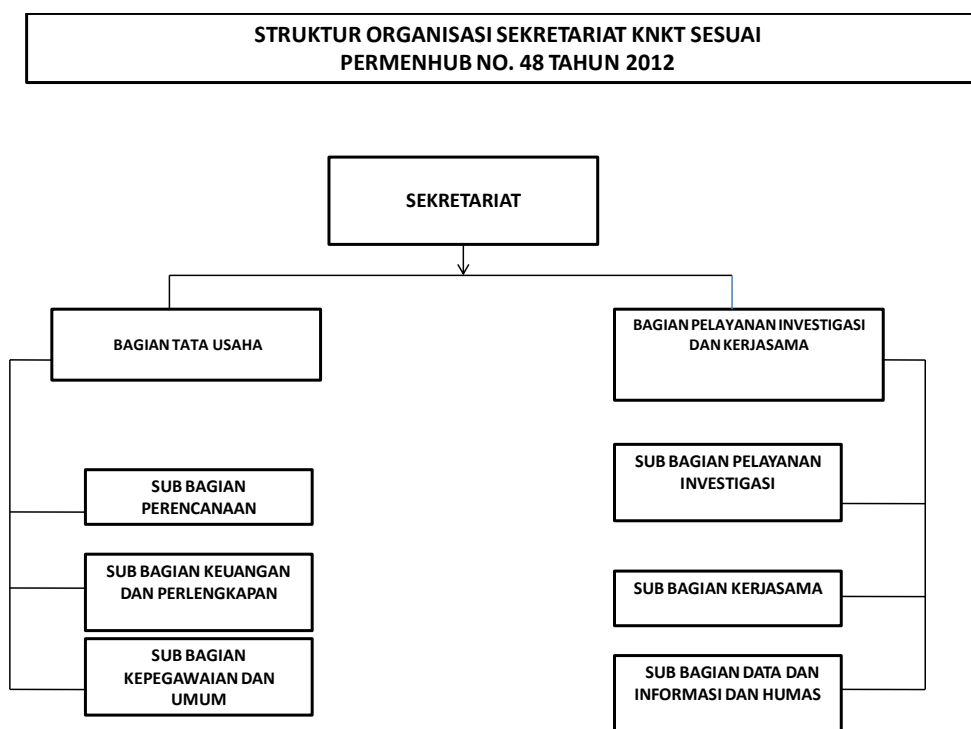 STRUKTUR ORGANISASI SEKRETARIAT KNKT SESUAI
PERMENHUB NO. 48 TAHUN 2012
SEKRETARIAT
BAGIAN TATA USAHA
BAGIAN PELAYANAN INVESTIGASI
DAN KERJASAMA
SUB BAGIAN
PERENCANAAN
SUB BAGIAN KEUANGAN
DAN PERLENGKAPAN
SUB BAGIAN
KEPEGAWAIAN DAN
UMUM
SUB BAGIAN PELAYANAN
INVESTIGASI
SUB BAGIAN KERJASAMA
SUB BAGIAN DATA DAN
INFORMASI DAN HUMAS